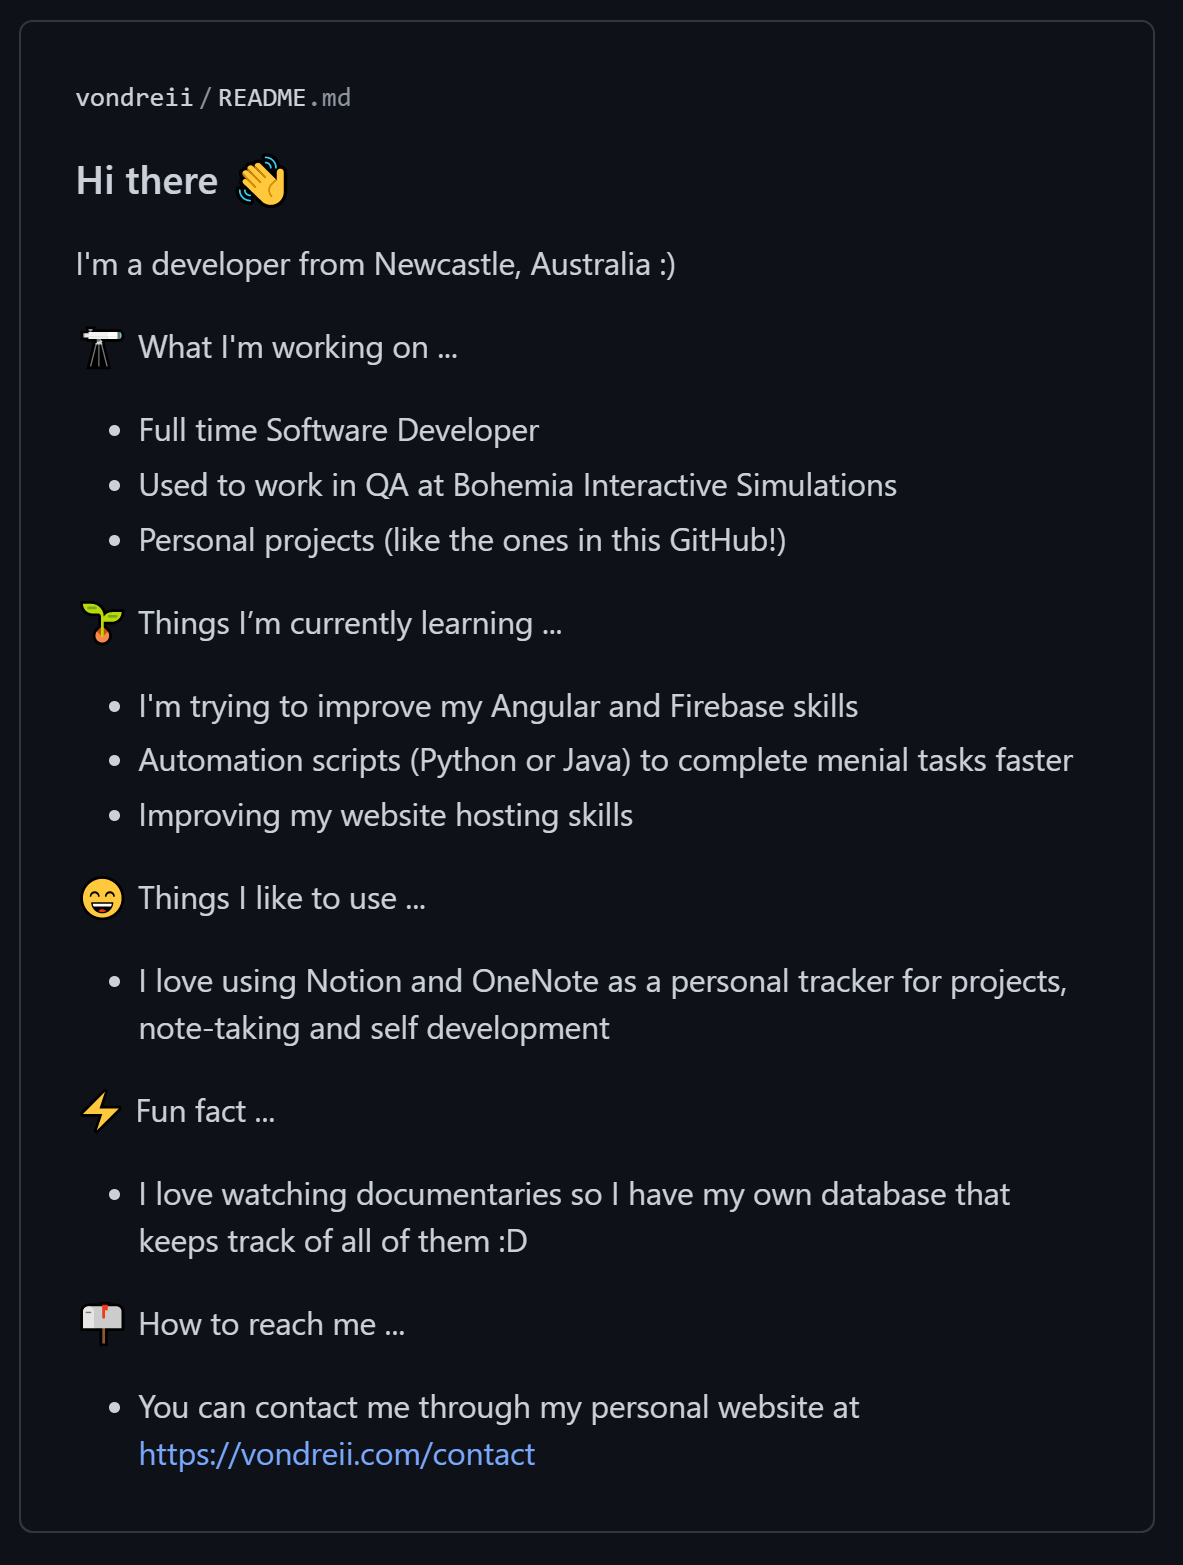 vondreii/README.md
Hi there 👋
I'm a developer from Newcastle, Australia :)
🔭 What I'm working on ...
• Full time Software Developer
• Used to work in QA at Bohemia Interactive Simulations
• Personal projects (like the ones in this GitHub!)
🌱 Things I’m currently learning ...
• I'm trying to improve my Angular and Firebase skills
• Automation scripts (Python or Java) to complete menial tasks faster
• Improving my website hosting skills
😄 Things I like to use ...
• I love using Notion and OneNote as a personal tracker for projects,
note-taking and self development
⚡ Fun fact ...
• I love watching documentaries so I have my own database that
keeps track of all of them :D
📫 How to reach me ...
• You can contact me through my personal website at
https://vondreii.com/contact